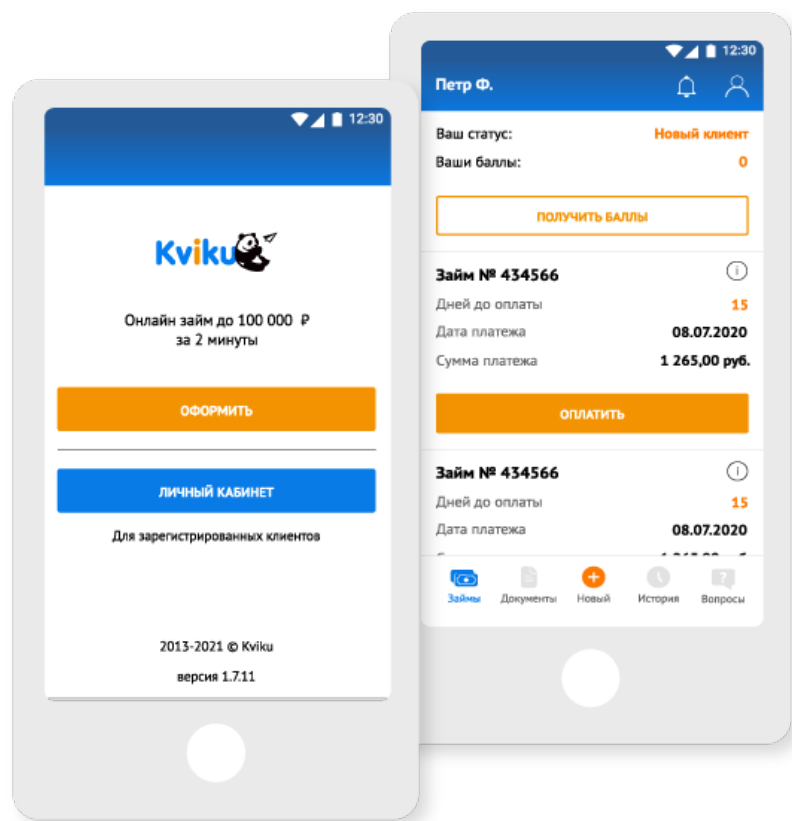 12:30
Kviku
Онлайн займ до 100 000 ₽
за 2 минуты
ОФОРМИТЬ
ЛИЧНЫЙ КАБИНЕТ
Для зарегистрированных клиентов
2013-2021 © Kviku
версия 1.7.11
12:30
Петр Ф.
Ваш статус: Новый клиент
Ваши баллы: 0
ПОЛУЧИТЬ БАЛЛЫ
Займ № 434566
Дней до оплаты 15
Дата платежа 08.07.2020
Сумма платежа 1 265,00 руб.
ОПЛАТИТЬ
Займ № 434566
Дней до оплаты 15
Дата платежа 08.07.2020
Займы Документы Новый История Вопросы